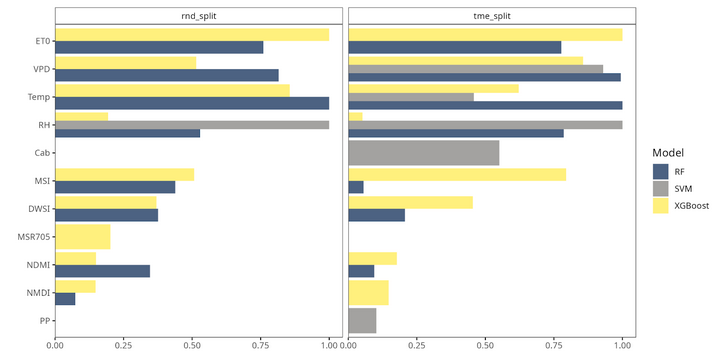 rnd_split
tme_split
ET0
VPD
Temp
RH
Cab
MSI
DWSI
MSR705
NDMI
NMDI
PP
0.00 0.25 0.50 0.75 1.00 0.00 0.25 0.50 0.75 1.00
Model
RF
SVM
XGBoost